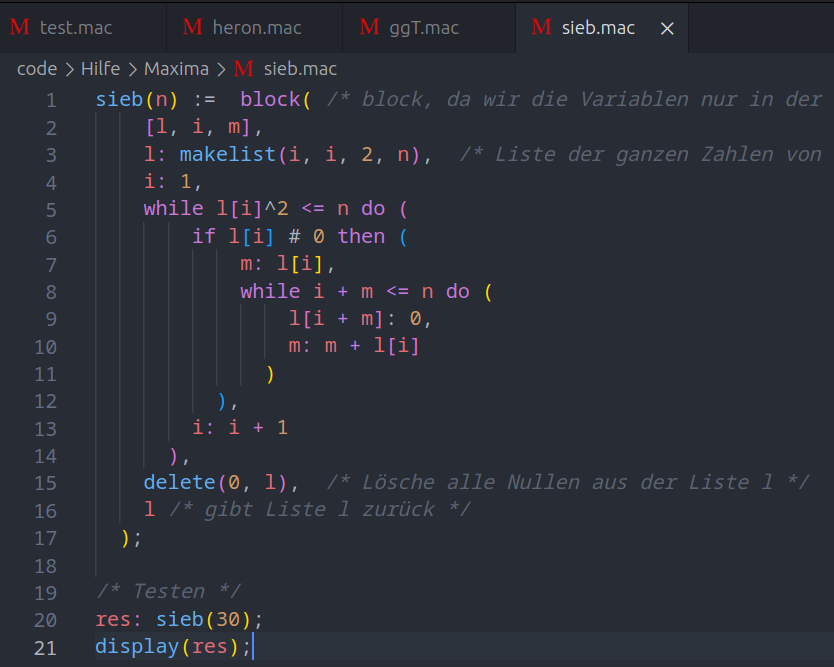 M test.mac M heron.mac M ggT.mac M sieb.mac ×
code > Hilfe > Maxima > M sieb.mac
1 sieb(n) := block( /* block, da wir die Variablen nur in der
2 [l, i, m],
3 l: makelist(i, i, 2, n), /* Liste der ganzen Zahlen von
4 i: 1,
5 while l[i]^2 <= n do (
6 if l[i] # 0 then (
7 m: l[i],
8 while i + m <= n do (
9 l[i + m]: 0,
10 m: m + l[i]
11 )
12 ),
13 i: i + 1
14 ),
15 delete(0, l), /* Lösche alle Nullen aus der Liste l */
16 l /* gibt Liste l zurück */
17 );
18
19 /* Testen */
20 res: sieb(30);
21 display(res);